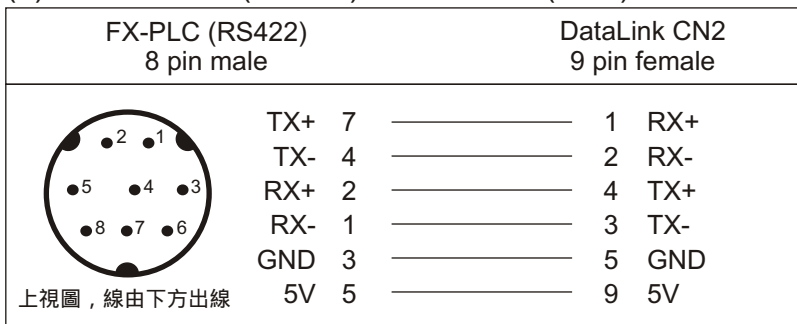 FX-PLC (RS422) DataLink CN2
8 pin male 9 pin female
TX+ 7 1 RX+
2 1 TX- 4 2 RX-
5 4 3 RX+ 2 4 TX+
8 7 6 RX- 1 3 TX-
GND 3 5 GND
上視圖,線由下方出線 5V 5 9 5V